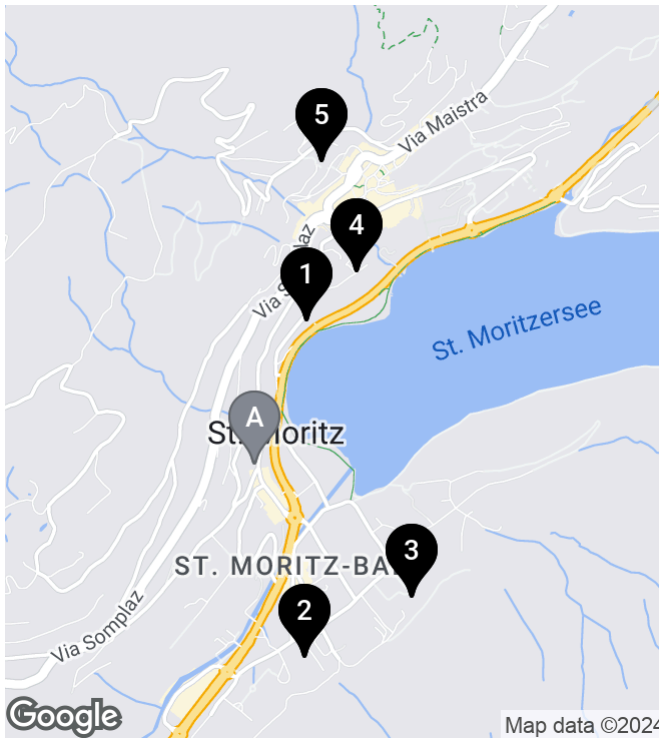 5
Via Maistra
4
1
Via S laz
St. Moritzersee
A
St. Moritz
3
ST. MORITZ-BA
2
Via Somplaz
Google
Map data ©2024